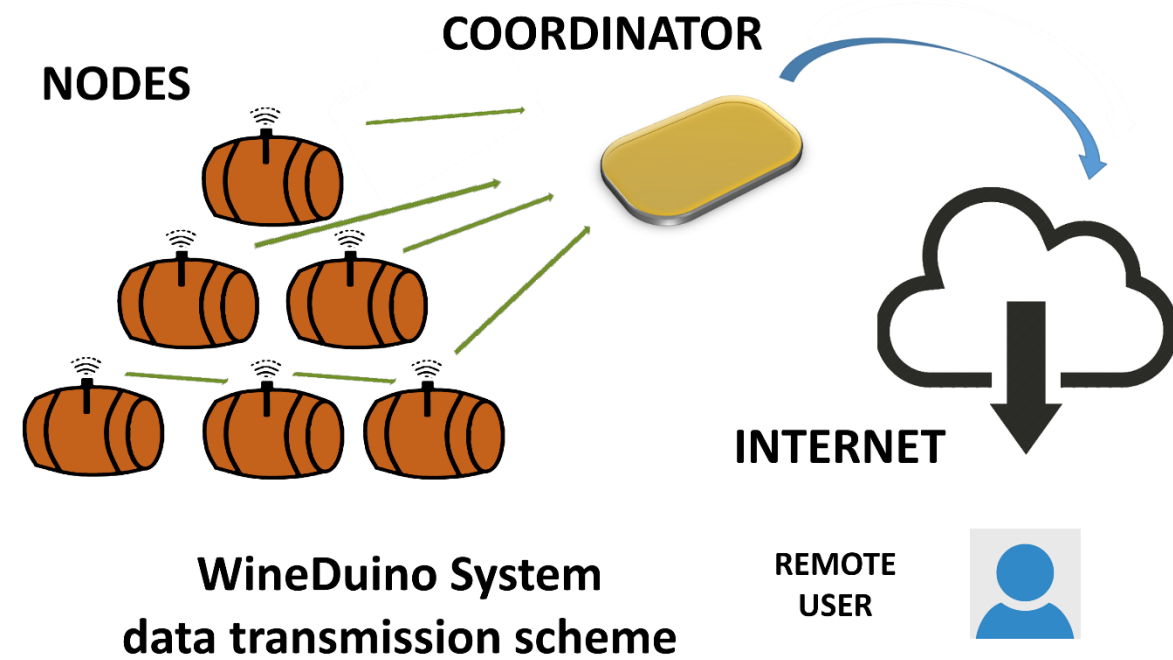 COORDINATOR
NODES
INTERNET
WineDuino System
data transmission scheme
REMOTE
USER